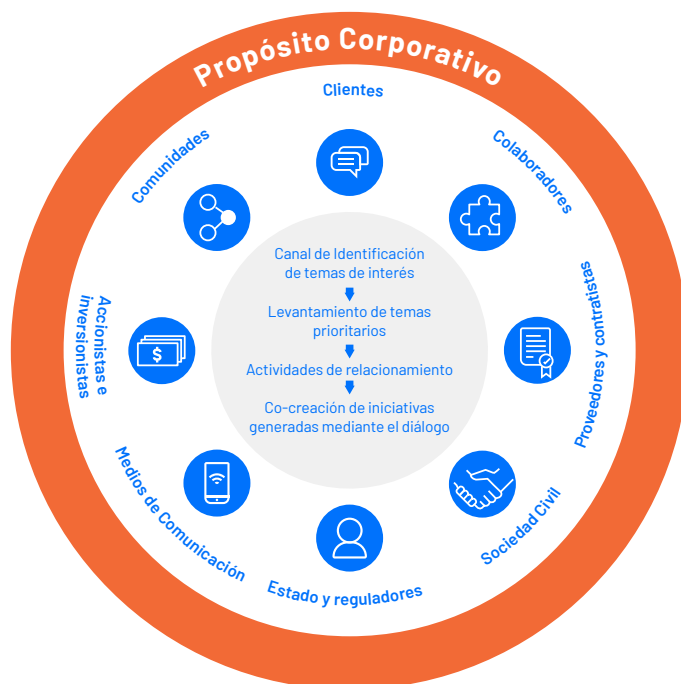 Propósito Corporativo
Clientes
Colaboradores
Proveedores y contratistas
Sociedad Civil
Estado y reguladores
Medios de Comunicación
Accionistas e
inversionistas
Comunidades
Canal de Identificación
de temas de interés
Levantamiento de temas
prioritarios
Actividades de relacionamiento
Co-creación de iniciativas
generadas mediante el diálogo
$